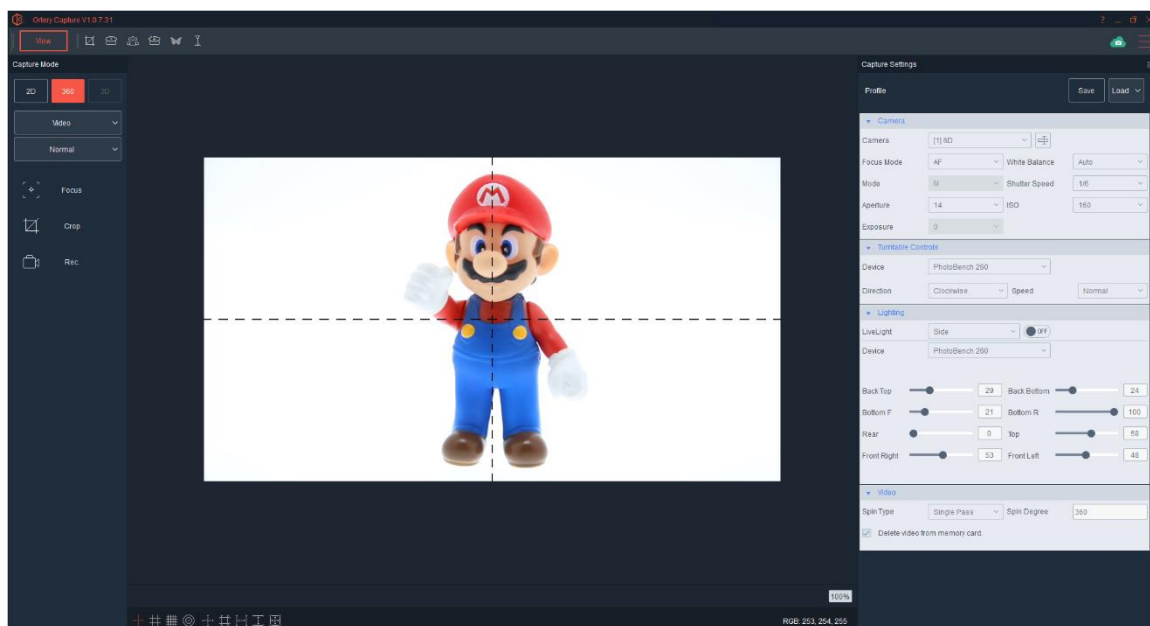 Ortery Capture V1.0.7.31
?
View
Capture Mode
Capture Settings
2D 360 3D
Profile Save Load
Video
Normal
Focus
Crop
Rec.
M
Camera
Camera [1] 6D
Focus Mode AF White Balance Auto
Mode M Shutter Speed 1/6
Aperture 14 ISO 160
Exposure 0
Turntable Controls
Device PhotoBench 260
Direction Clockwise Speed Normal
Lighting
LiveLight Side OFF
Device PhotoBench 260
Back Top 29 Back Bottom 24
Bottom F 21 Bottom R 100
Rear 0 Top 58
Front Right 53 Front Left 48
Video
Spin Type Single Pass Spin Degree 360
Delete video from memory card.
100%
RGB: 253, 254, 255